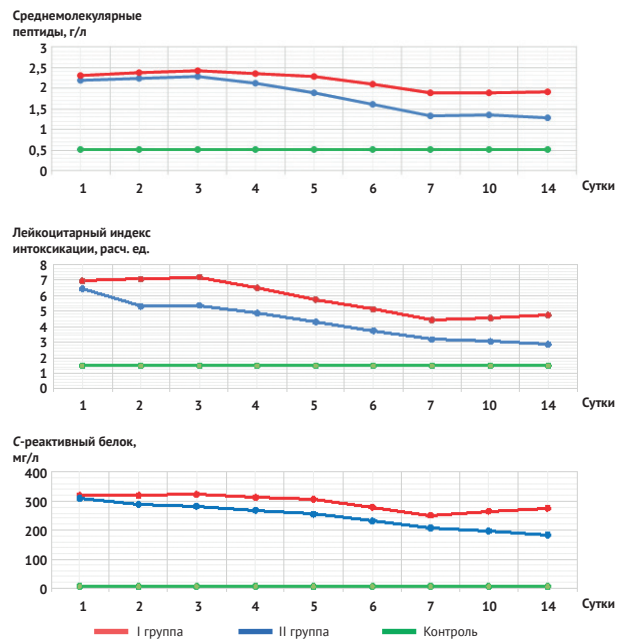 Среднемолекулярные
пептиды, г/л
3
2,5
2
1,5
1
0,5
0
1 2 3 4 5 6 7 10 14 Сутки
Лейкоцитарный индекс
интоксикации, расч. ед.
8
7
6
5
4
3
2
1
0
1 2 3 4 5 6 7 10 14 Сутки
С-реактивный белок,
мг/л
400
300
200
100
0
1 2 3 4 5 6 7 10 14 Сутки
I группа II группа Контроль